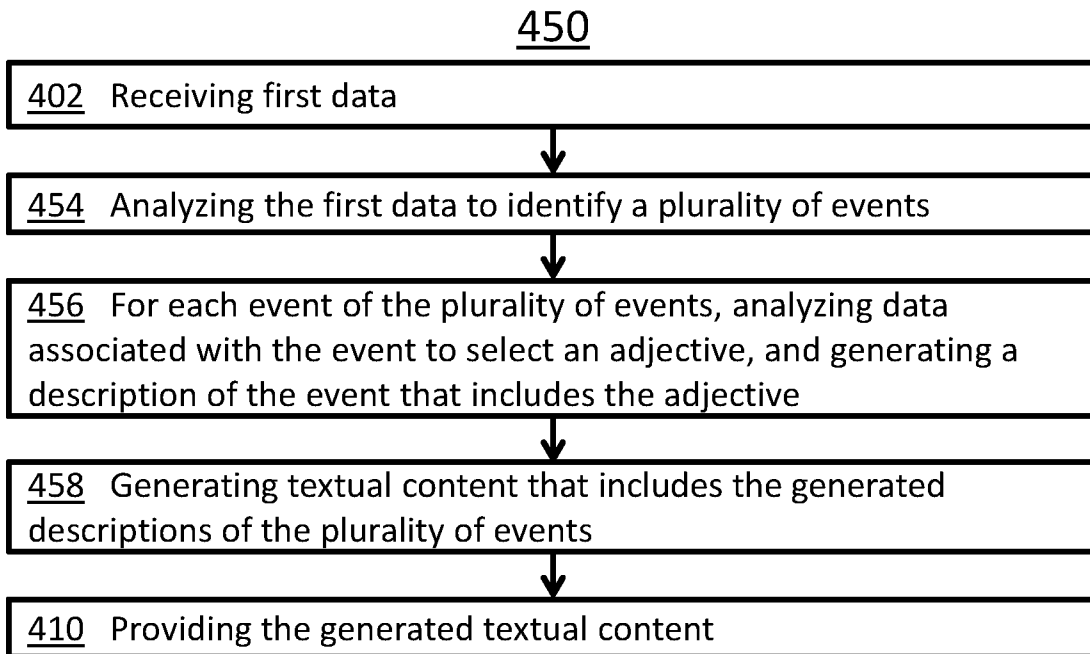 450
402 Receiving first data
454 Analyzing the first data to identify a plurality of events
456 For each event of the plurality of events, analyzing data
associated with the event to select an adjective, and generating a
description of the event that includes the adjective
458 Generating textual content that includes the generated
descriptions of the plurality of events
410 Providing the generated textual content